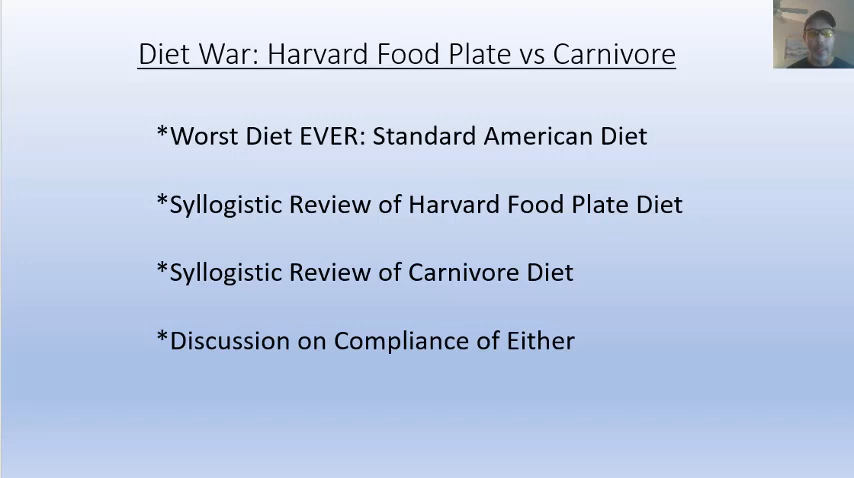 Diet War: Harvard Food Plate vs Carnivore
*Worst Diet EVER: Standard American Diet
*Syllogistic Review of Harvard Food Plate Diet
*Syllogistic Review of Carnivore Diet
*Discussion on Compliance of Either